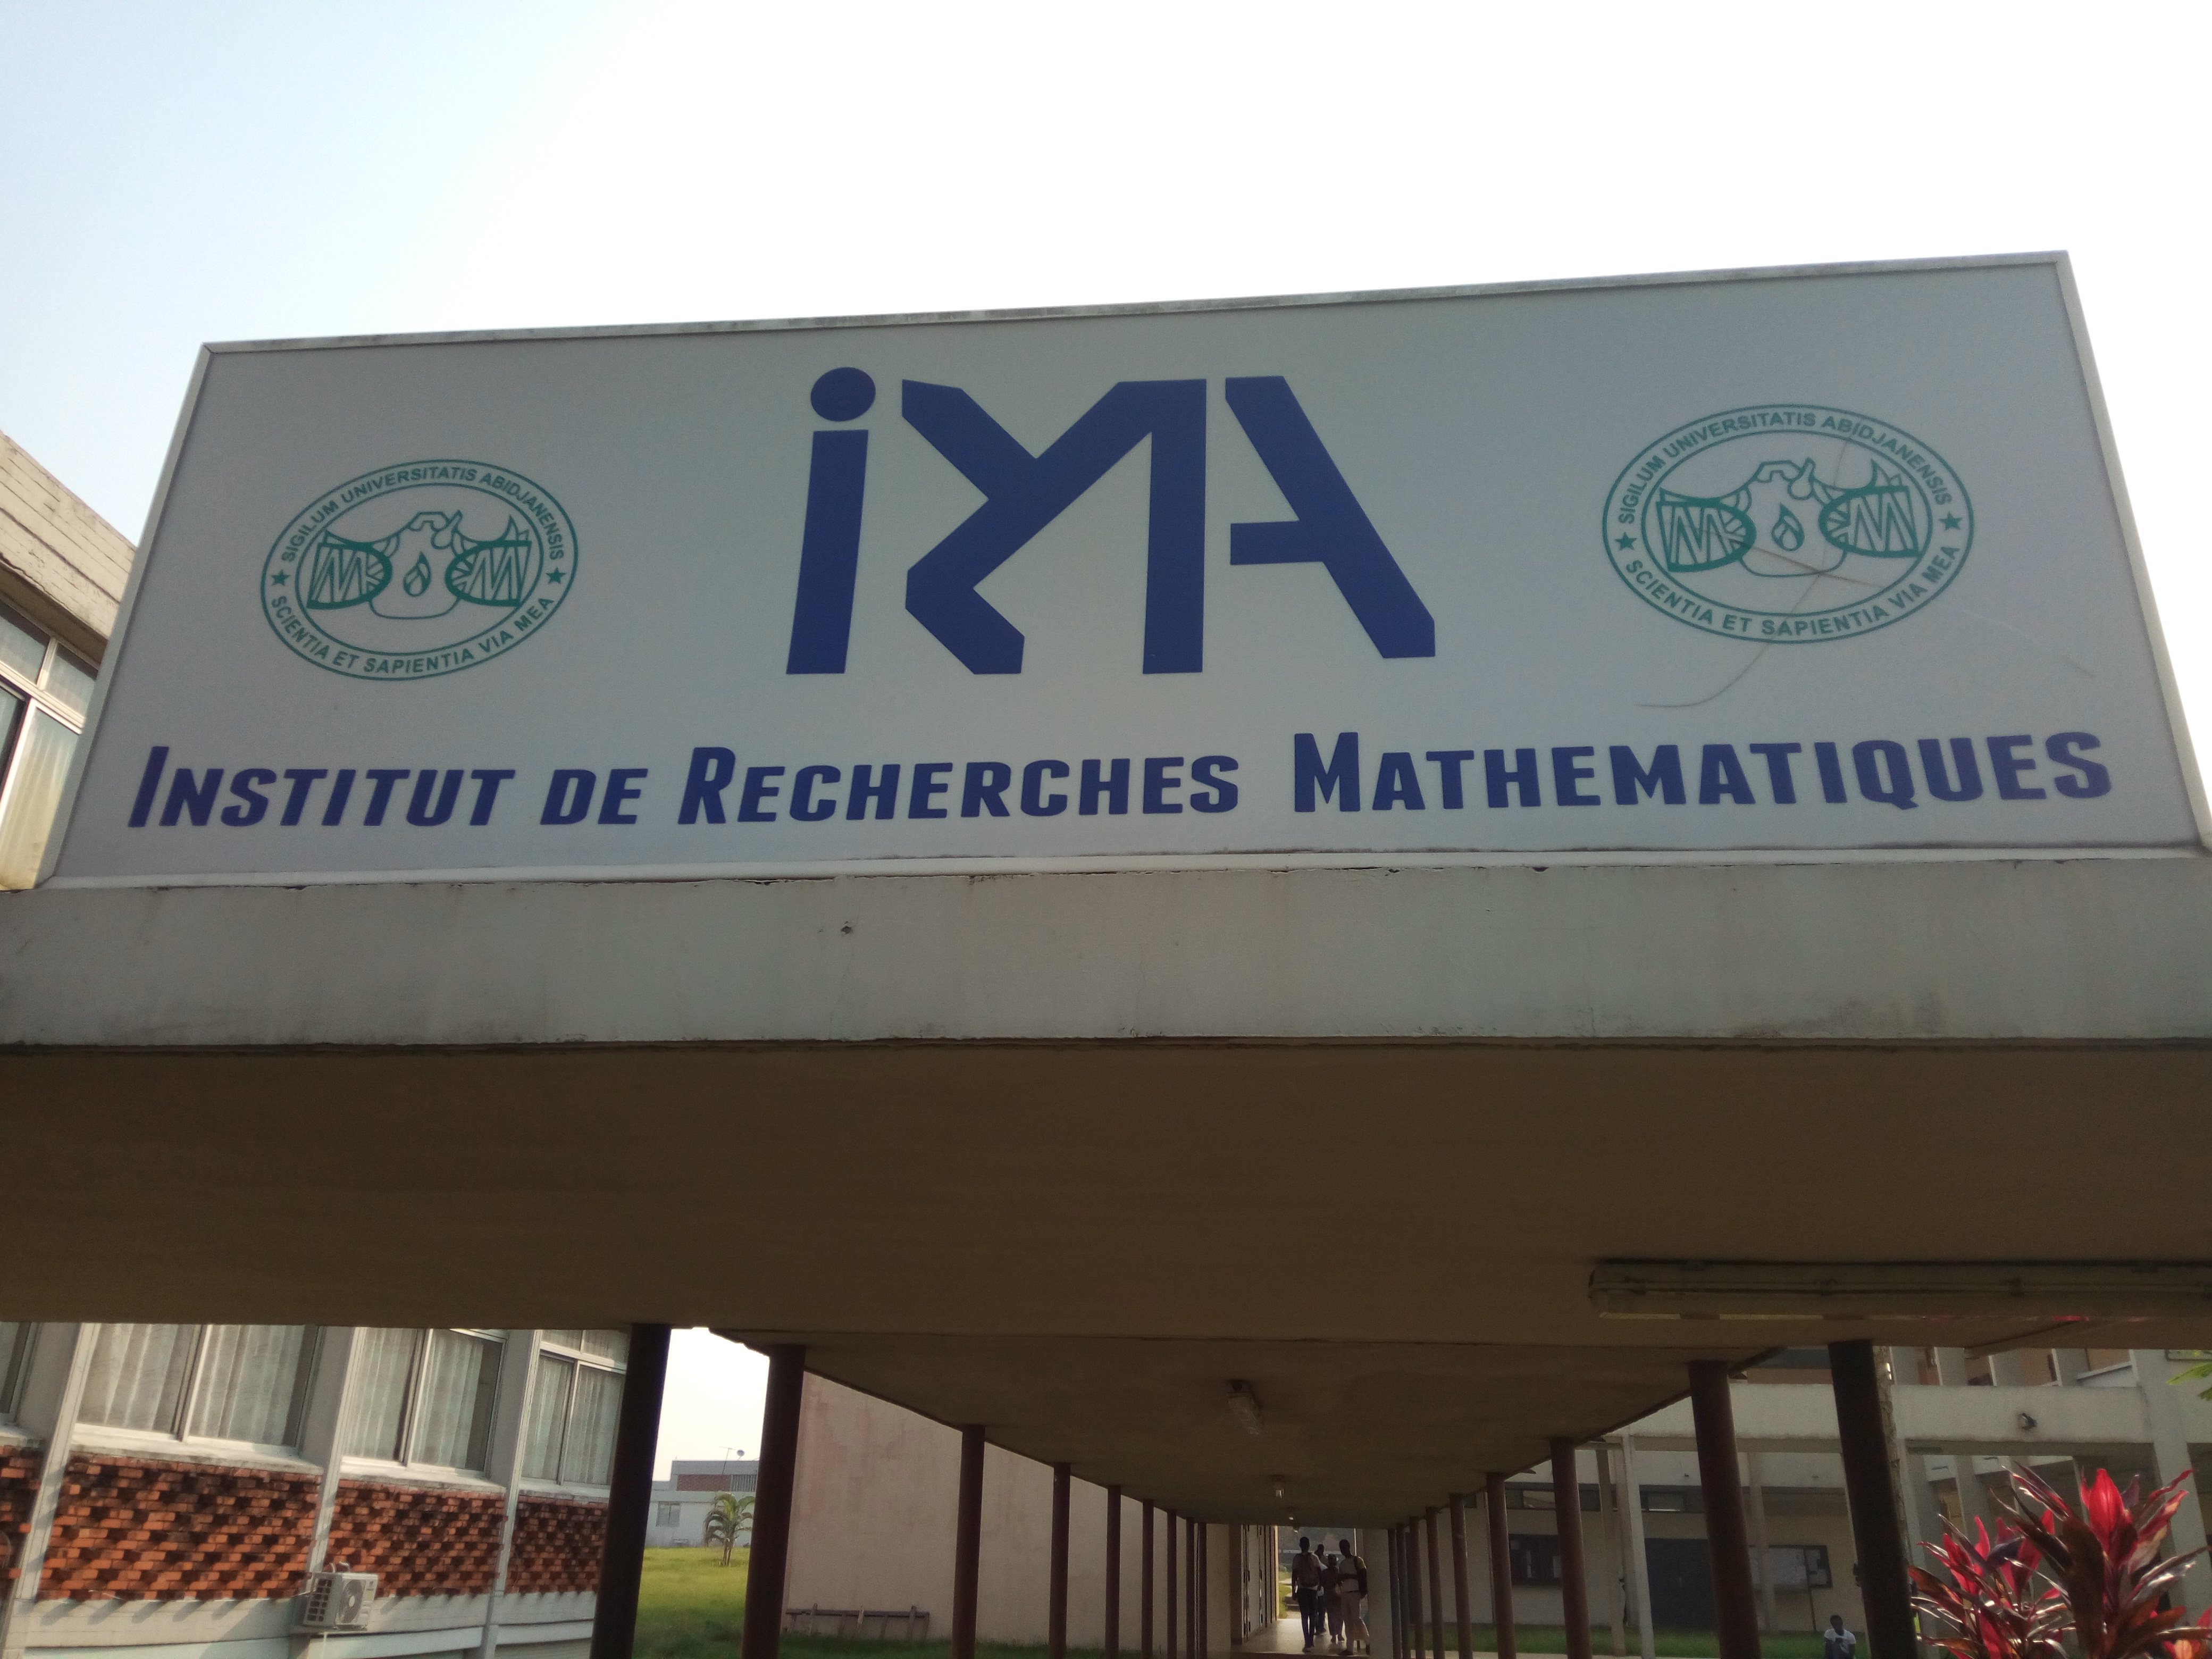 iRMA
SIGILUM UNIVERSITATIS ABIDJANENSIS
SCIENTIA ET SAPIENTIA VIA MEA
SIGILUM UNIVERSITATIS ABIDJANENSIS
SCIENTIA ET SAPIENTIA VIA MEA
INSTITUT DE RECHERCHES MATHEMATIQUES